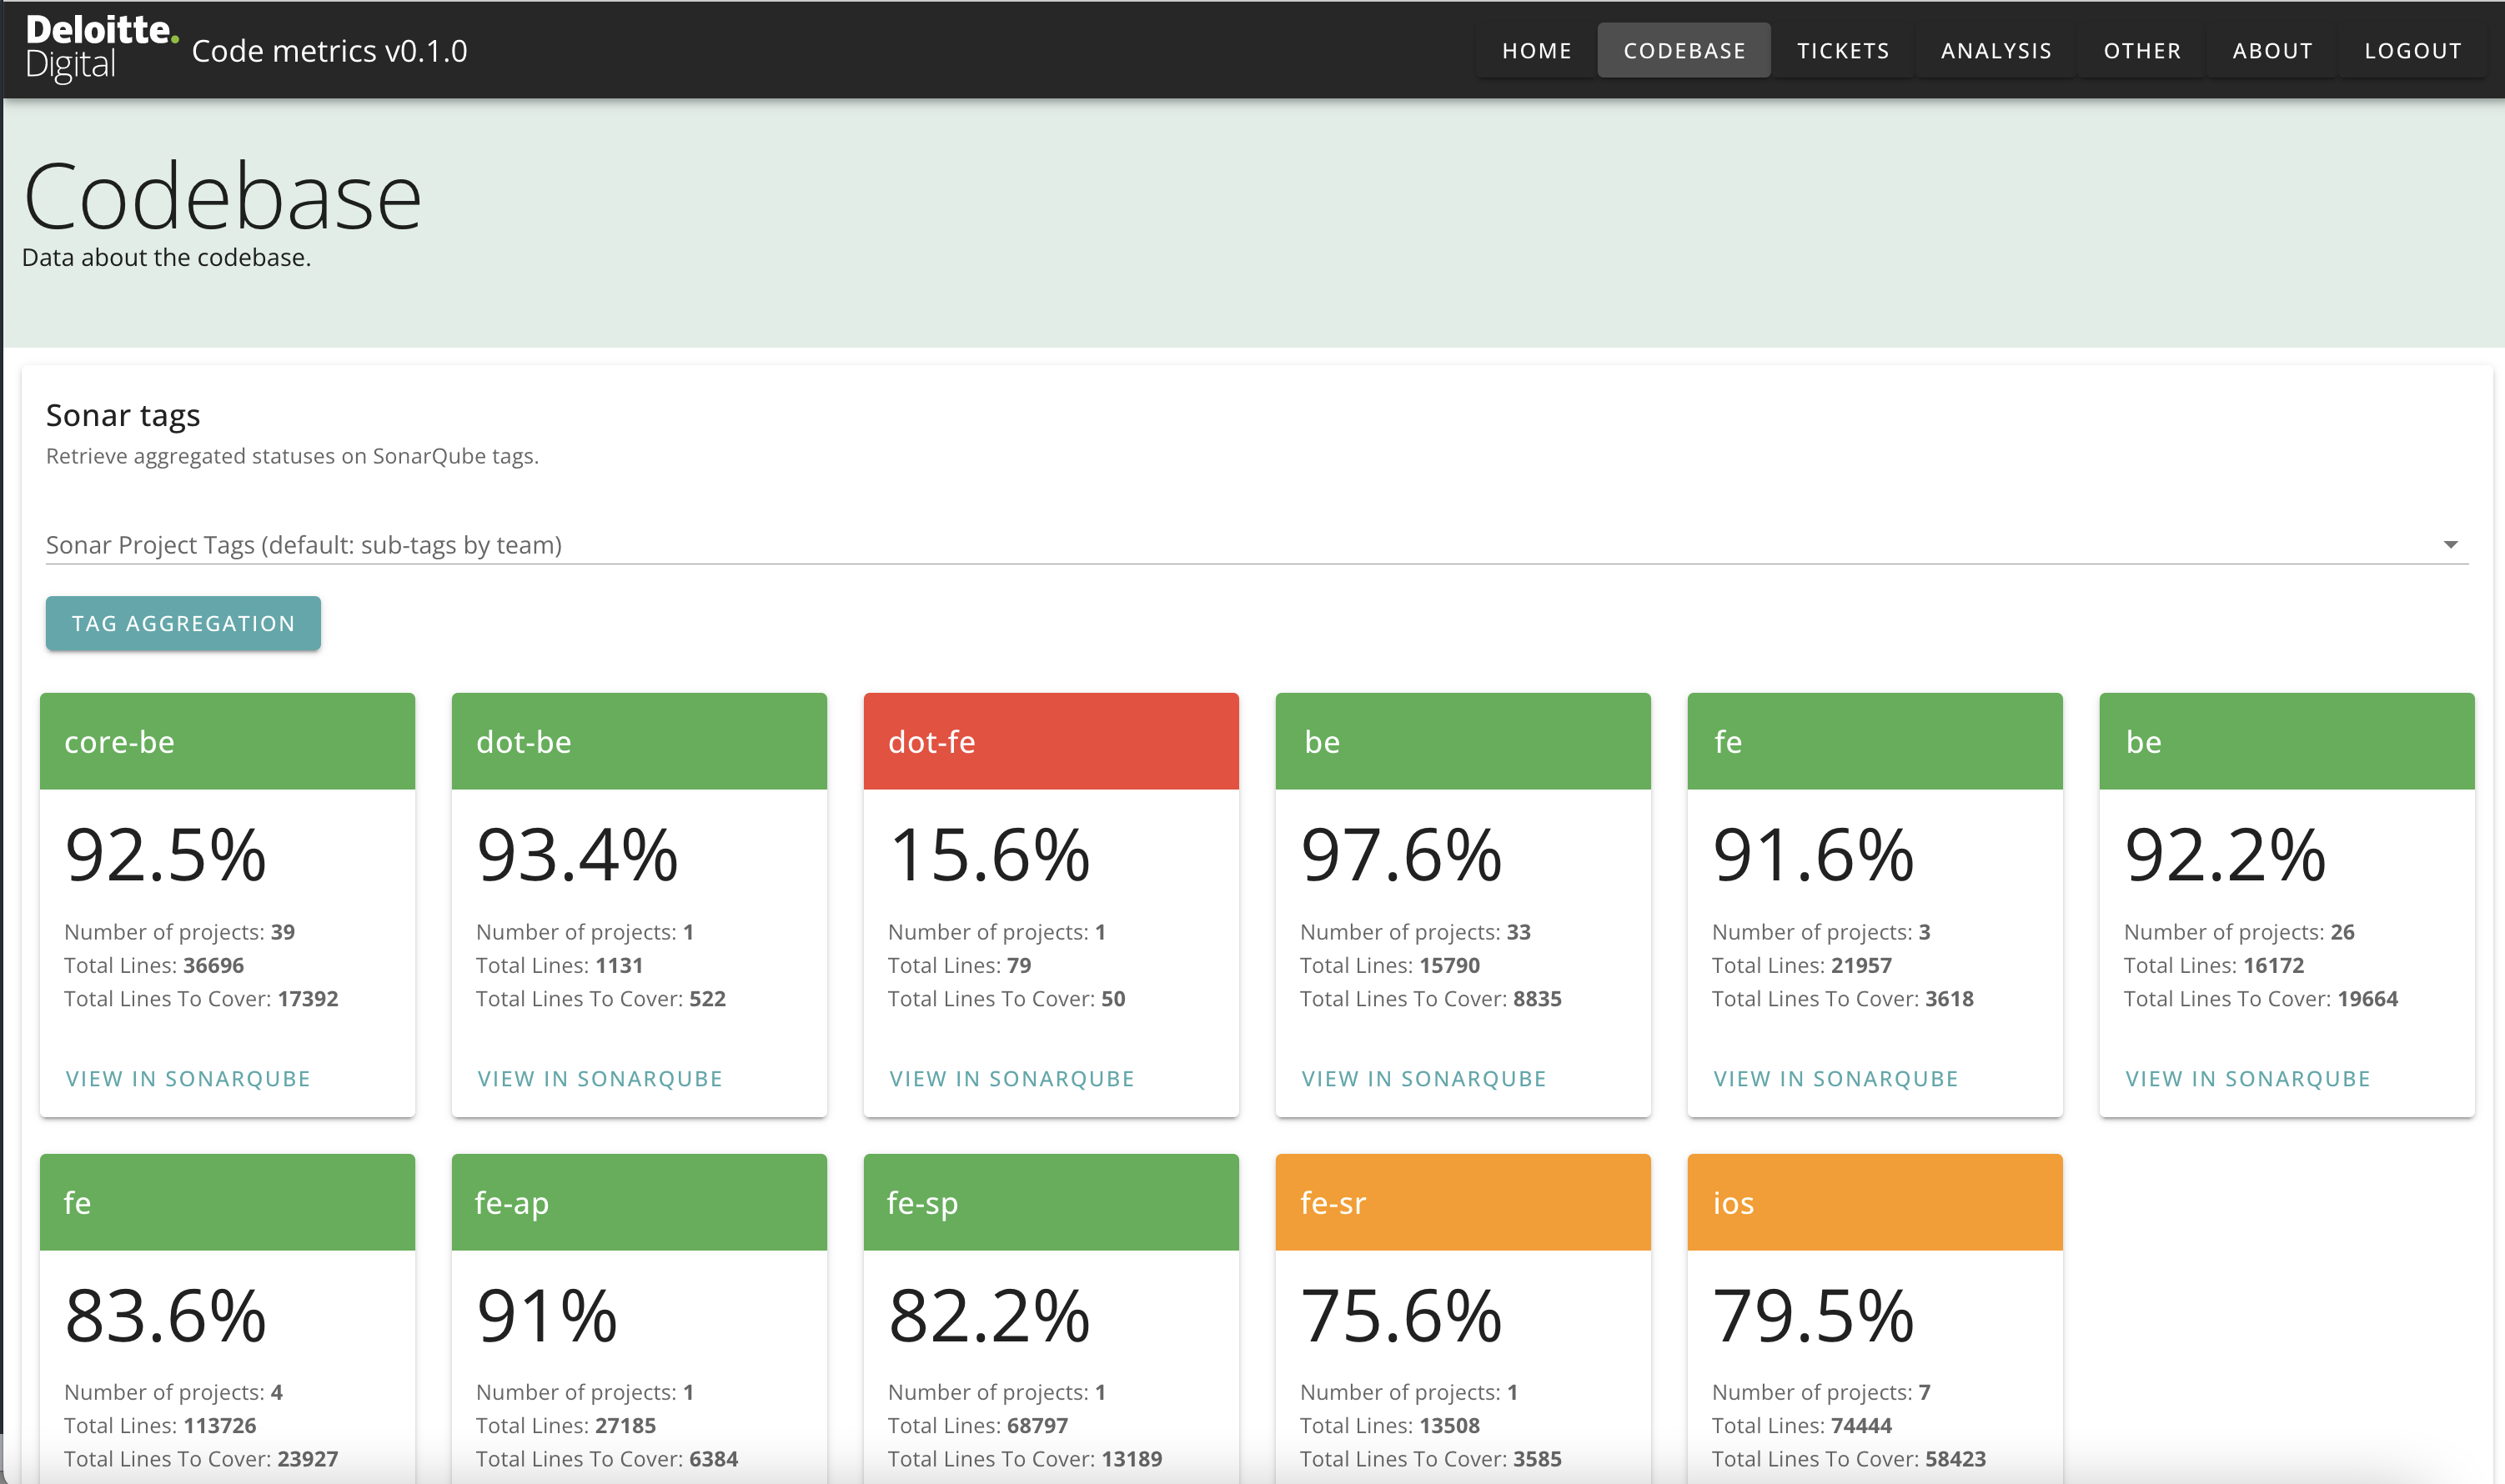 Deloitte.
Digital
Code metrics v0.1.0
HOME
CODEBASE
TICKETS
ANALYSIS
OTHER
ABOUT
LOGOUT
Codebase
Data about the codebase.
Sonar tags
Retrieve aggregated statuses on SonarQube tags.
Sonar Project Tags (default: sub-tags by team)
TAG AGGREGATION
core-be
92.5%
Number of projects: 39
Total Lines: 36696
Total Lines To Cover: 17392
VIEW IN SONARQUBE
dot-be
93.4%
Number of projects: 1
Total Lines: 1131
Total Lines To Cover: 522
VIEW IN SONARQUBE
dot-fe
15.6%
Number of projects: 1
Total Lines: 79
Total Lines To Cover: 50
VIEW IN SONARQUBE
be
97.6%
Number of projects: 33
Total Lines: 15790
Total Lines To Cover: 8835
VIEW IN SONARQUBE
fe
91.6%
Number of projects: 3
Total Lines: 21957
Total Lines To Cover: 3618
VIEW IN SONARQUBE
be
92.2%
Number of projects: 26
Total Lines: 16172
Total Lines To Cover: 19664
VIEW IN SONARQUBE
fe
83.6%
Number of projects: 4
Total Lines: 113726
Total Lines To Cover: 23927
fe-ap
91%
Number of projects: 1
Total Lines: 27185
Total Lines To Cover: 6384
fe-sp
82.2%
Number of projects: 1
Total Lines: 68797
Total Lines To Cover: 13189
fe-sr
75.6%
Number of projects: 1
Total Lines: 13508
Total Lines To Cover: 3585
ios
79.5%
Number of projects: 7
Total Lines: 74444
Total Lines To Cover: 58423